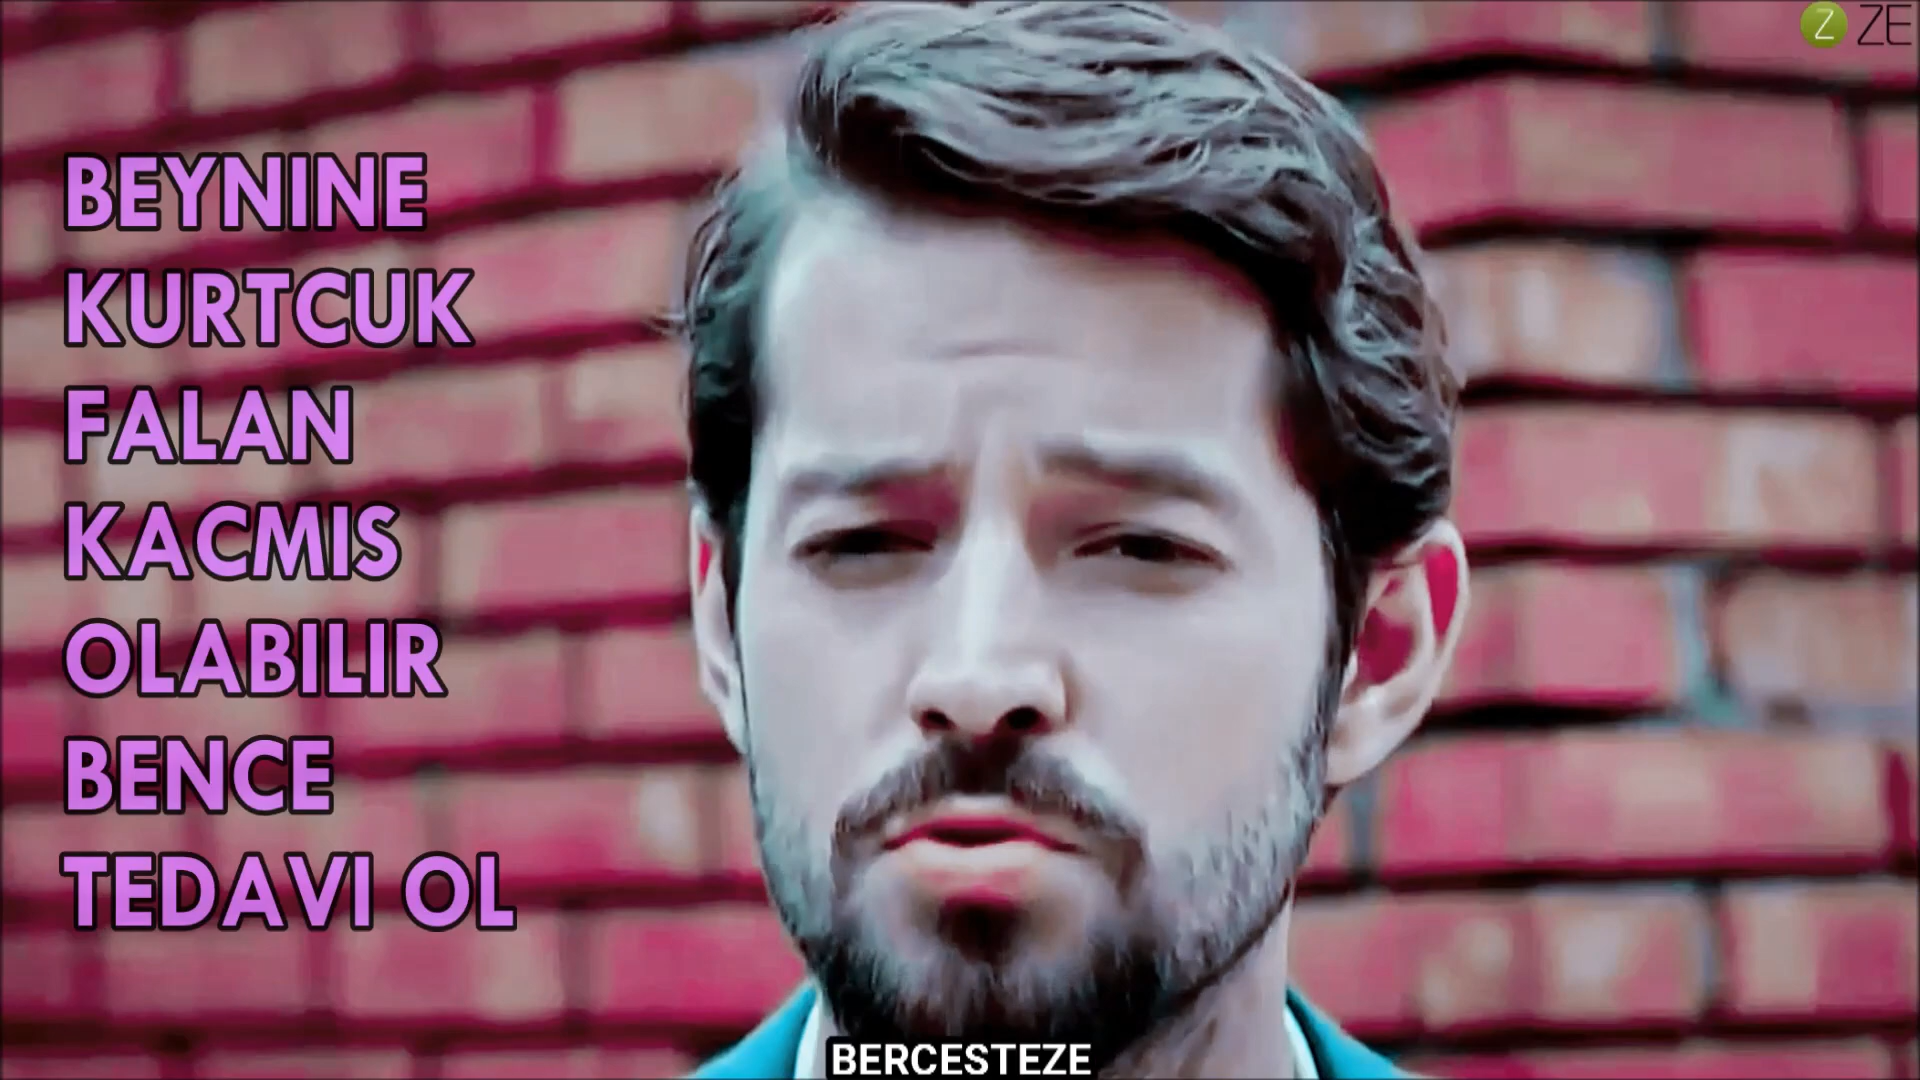 Z ZE
BEYNINE
KURTCUK
FALAN
KACMIS
OLABILIR
BENCE
TEDAVI OL
BERCESTEZE